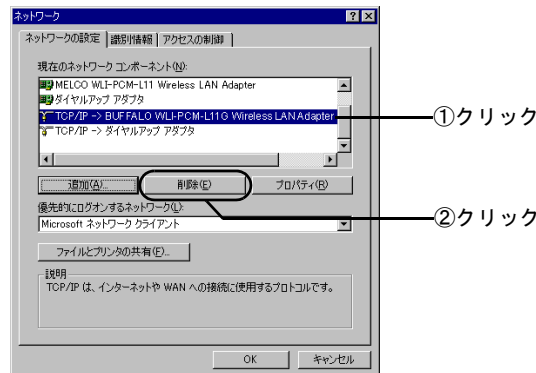 ネットワーク
ネットワークの設定 識別情報 アクセスの制御
現在のネットワーク コンポーネント(N):
MELCO WLI-PCM-L11 Wireless LAN Adapter
ダイヤルアップ アダプタ
TCP/IP -> BUFFALO WLI-PCM-L11G Wireless LAN Adapter
①クリック
TCP/IP -> ダイヤルアップ アダプタ
追加(A)... 削除(E) プロパティ(R)
優先的にログオンするネットワーク(L):
②クリック
Microsoft ネットワーク クライアント
ファイルとプリンタの共有(F)...
説明
TCP/IP は、インターネットや WAN への接続に使用するプロトコルです。
OK キャンセル